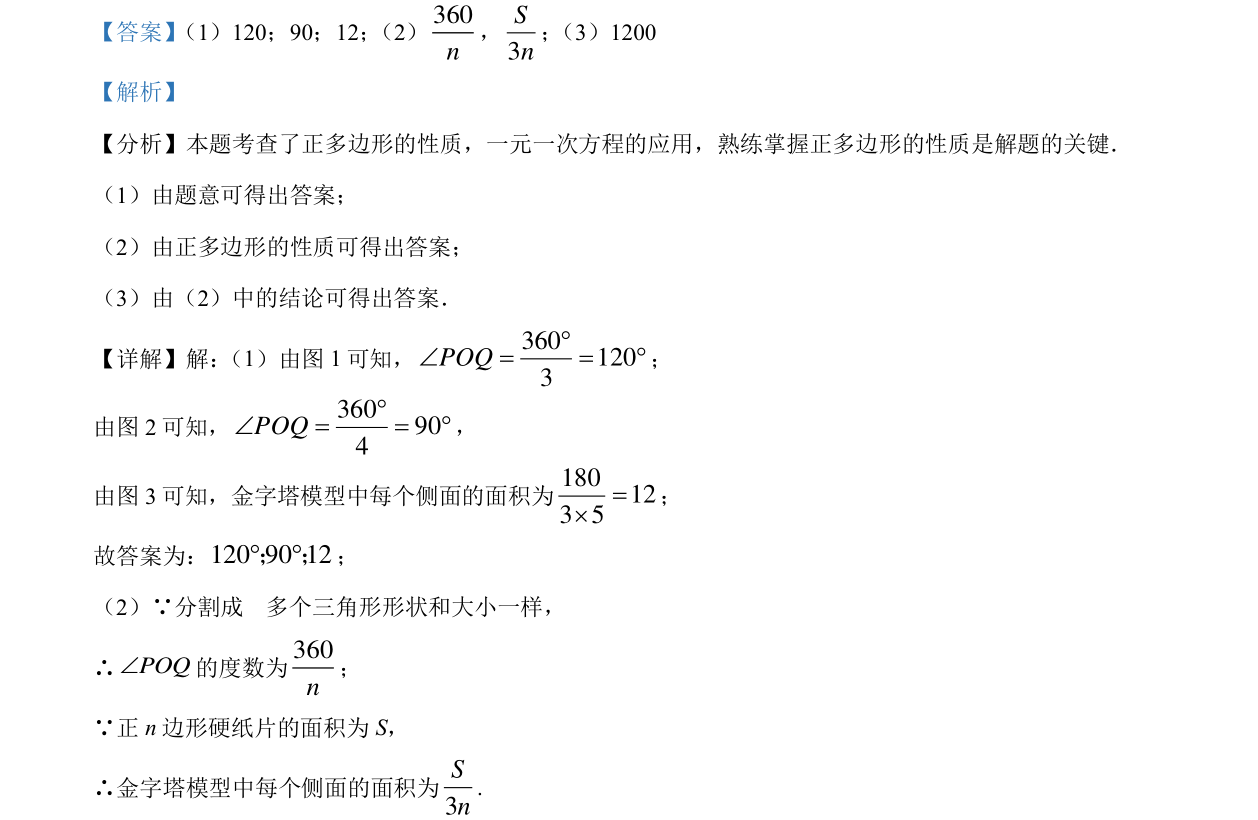 【答案】（1）120；90；12；（2）360/n，S/3n；（3）1200
【解析】
【分析】本题考查了正多边形的性质，一元一次方程的应用，熟练掌握正多边形的性质是解题的关键．
（1）由题意可得出答案；
（2）由正多边形的性质可得出答案；
（3）由（2）中的结论可得出答案．
【详解】解：（1）由图 1 可知，∠POQ = 360°/3 = 120°；
由图 2 可知，∠POQ = 360°/4 = 90°，
由图 3 可知，金字塔模型中每个侧面的面积为 180/3×5 = 12；
故答案为：120°;90°;12；
（2）∵分割成 多个三角形形状和大小一样，
∴∠POQ 的度数为 360/n；
∵正 n 边形硬纸片的面积为 S，
∴金字塔模型中每个侧面的面积为 S/3n．